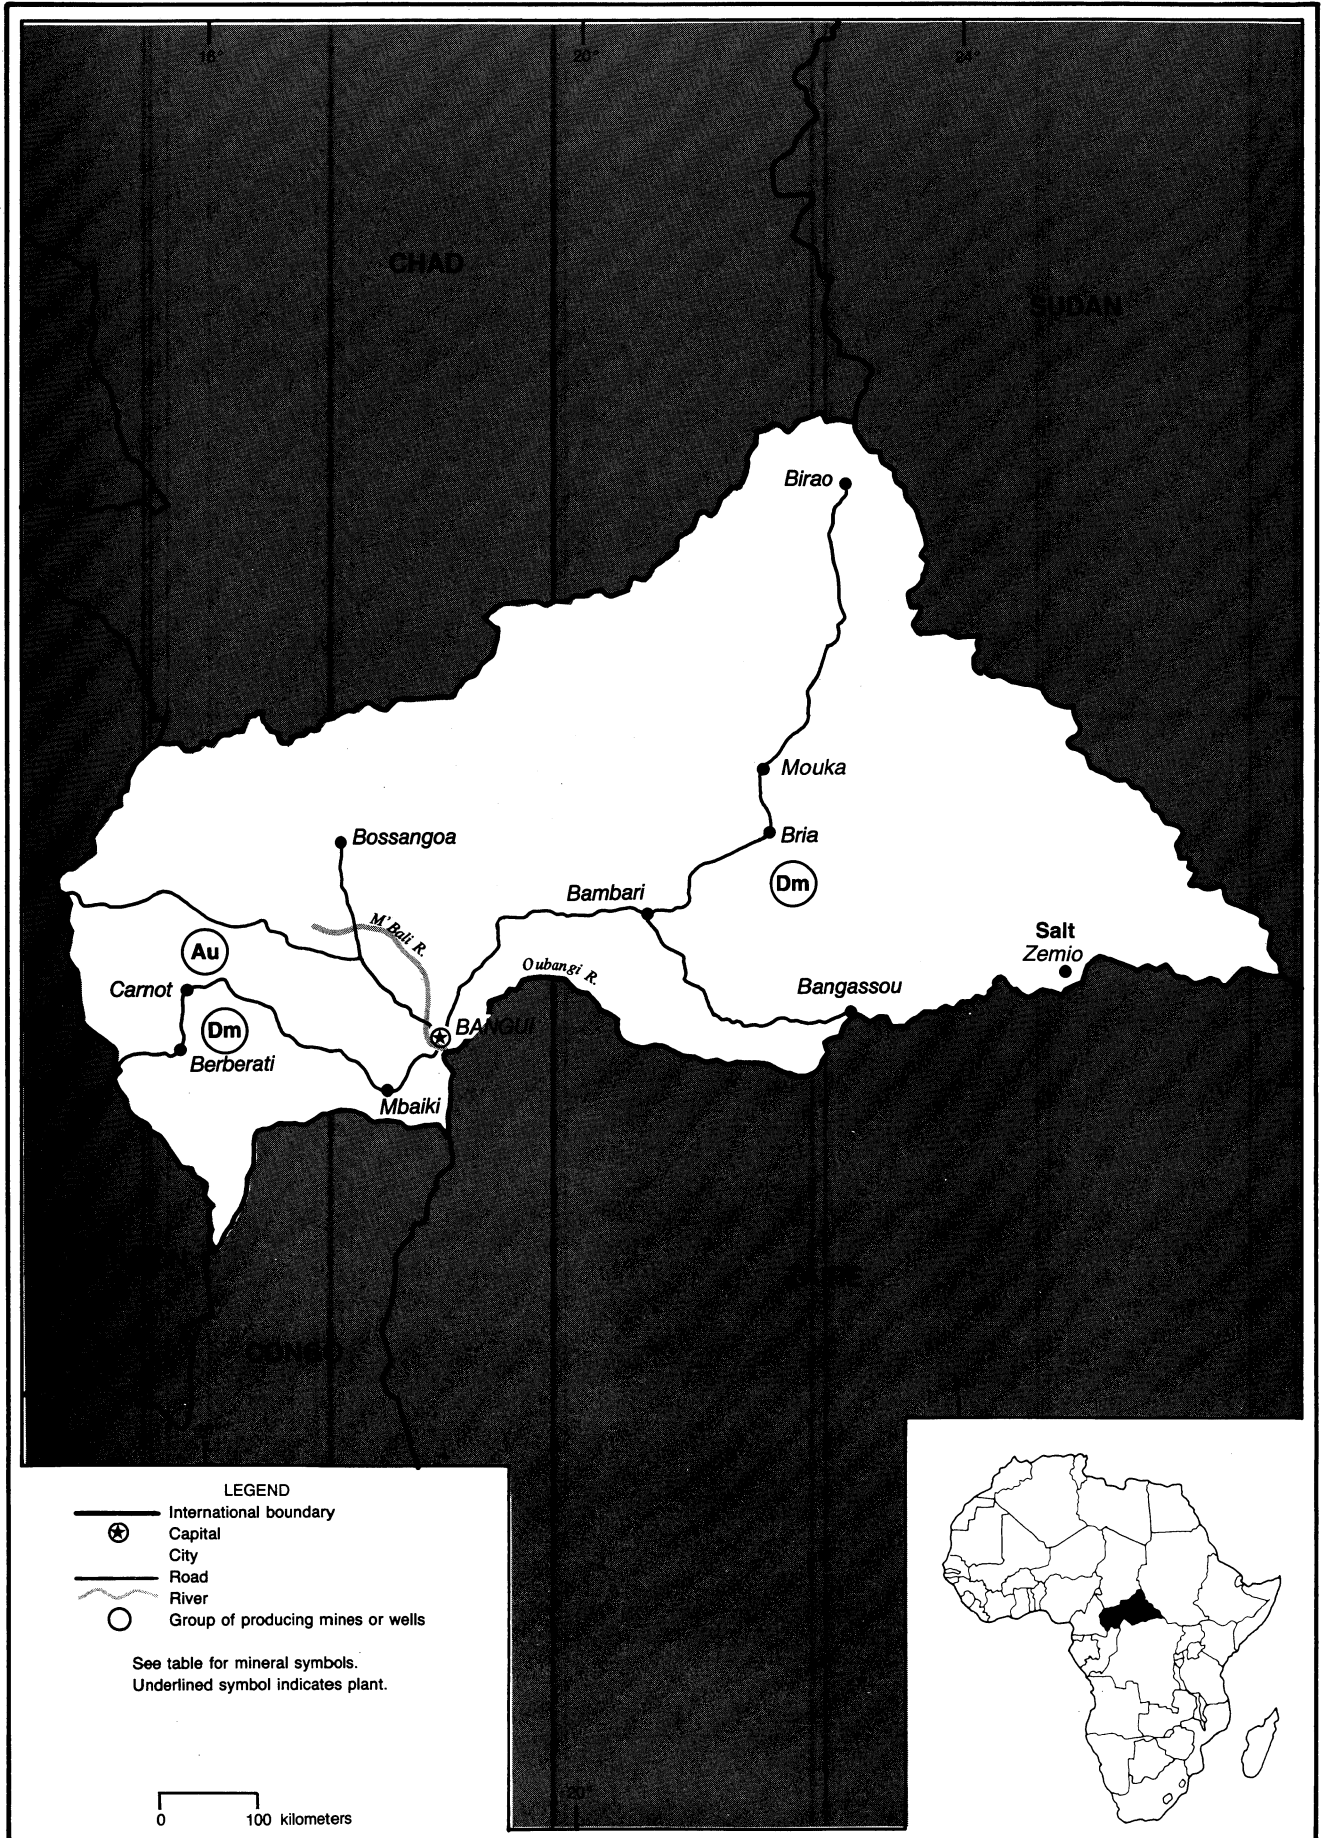 16°
20°
24°
CHAD
SUDAN
Birao
Mouka
Bossangoa
Bria
Dm
Bambari
M'Bali R.
Salt
Zemio
Au
Oubangi R.
Carnot
Bangassou
Dm
BANGUI
Berberati
Mbaiki
CONGO
LEGEND
International boundary
Capital
City
Road
River
Group of producing mines or wells
See table for mineral symbols.
Underlined symbol indicates plant.
20°
0 100 kilometers